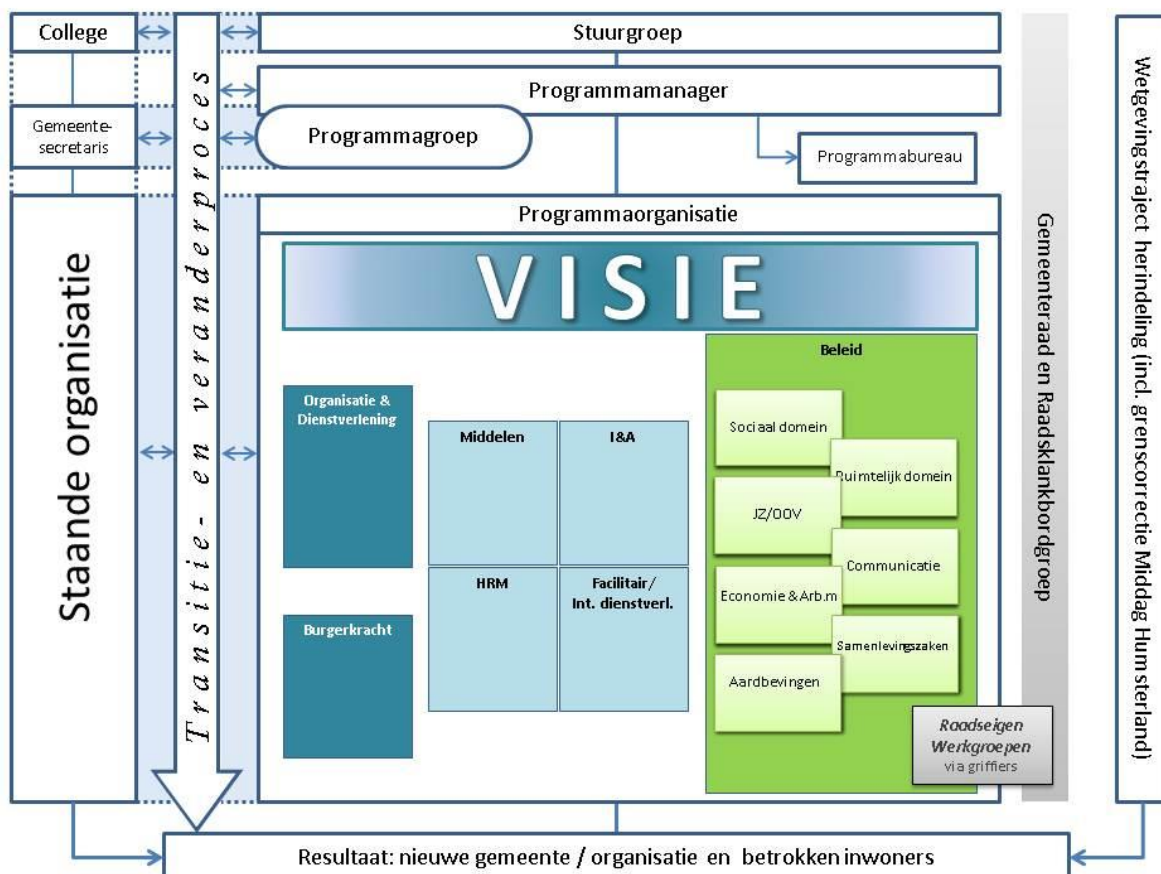 College
Stuurgroep
Programmamanager
Gemeente-
secretaris
Programmagroep
Programmabureau
Transitie- en veranderproces
Staande organisatie
Programmaorganisatie
VISIE
Organisatie &
Dienstverlening
Burgerkracht
Middelen
I&A
HRM
Facilitair/
Int. dienstverl.
Beleid
Sociaal domein
Ruimtelijk domein
JZ/OOV
Communicatie
Economie & Arb.m
Samenlevingszaken
Aardbevingen
Raadseigen
Werkgroepen
via griffiers
Gemeenteraad en Raadsklankbordgroep
Wetgevingstraject herindeling (incl. grenscorrectie Middag Humsterland)
Resultaat: nieuwe gemeente / organisatie en betrokken inwoners